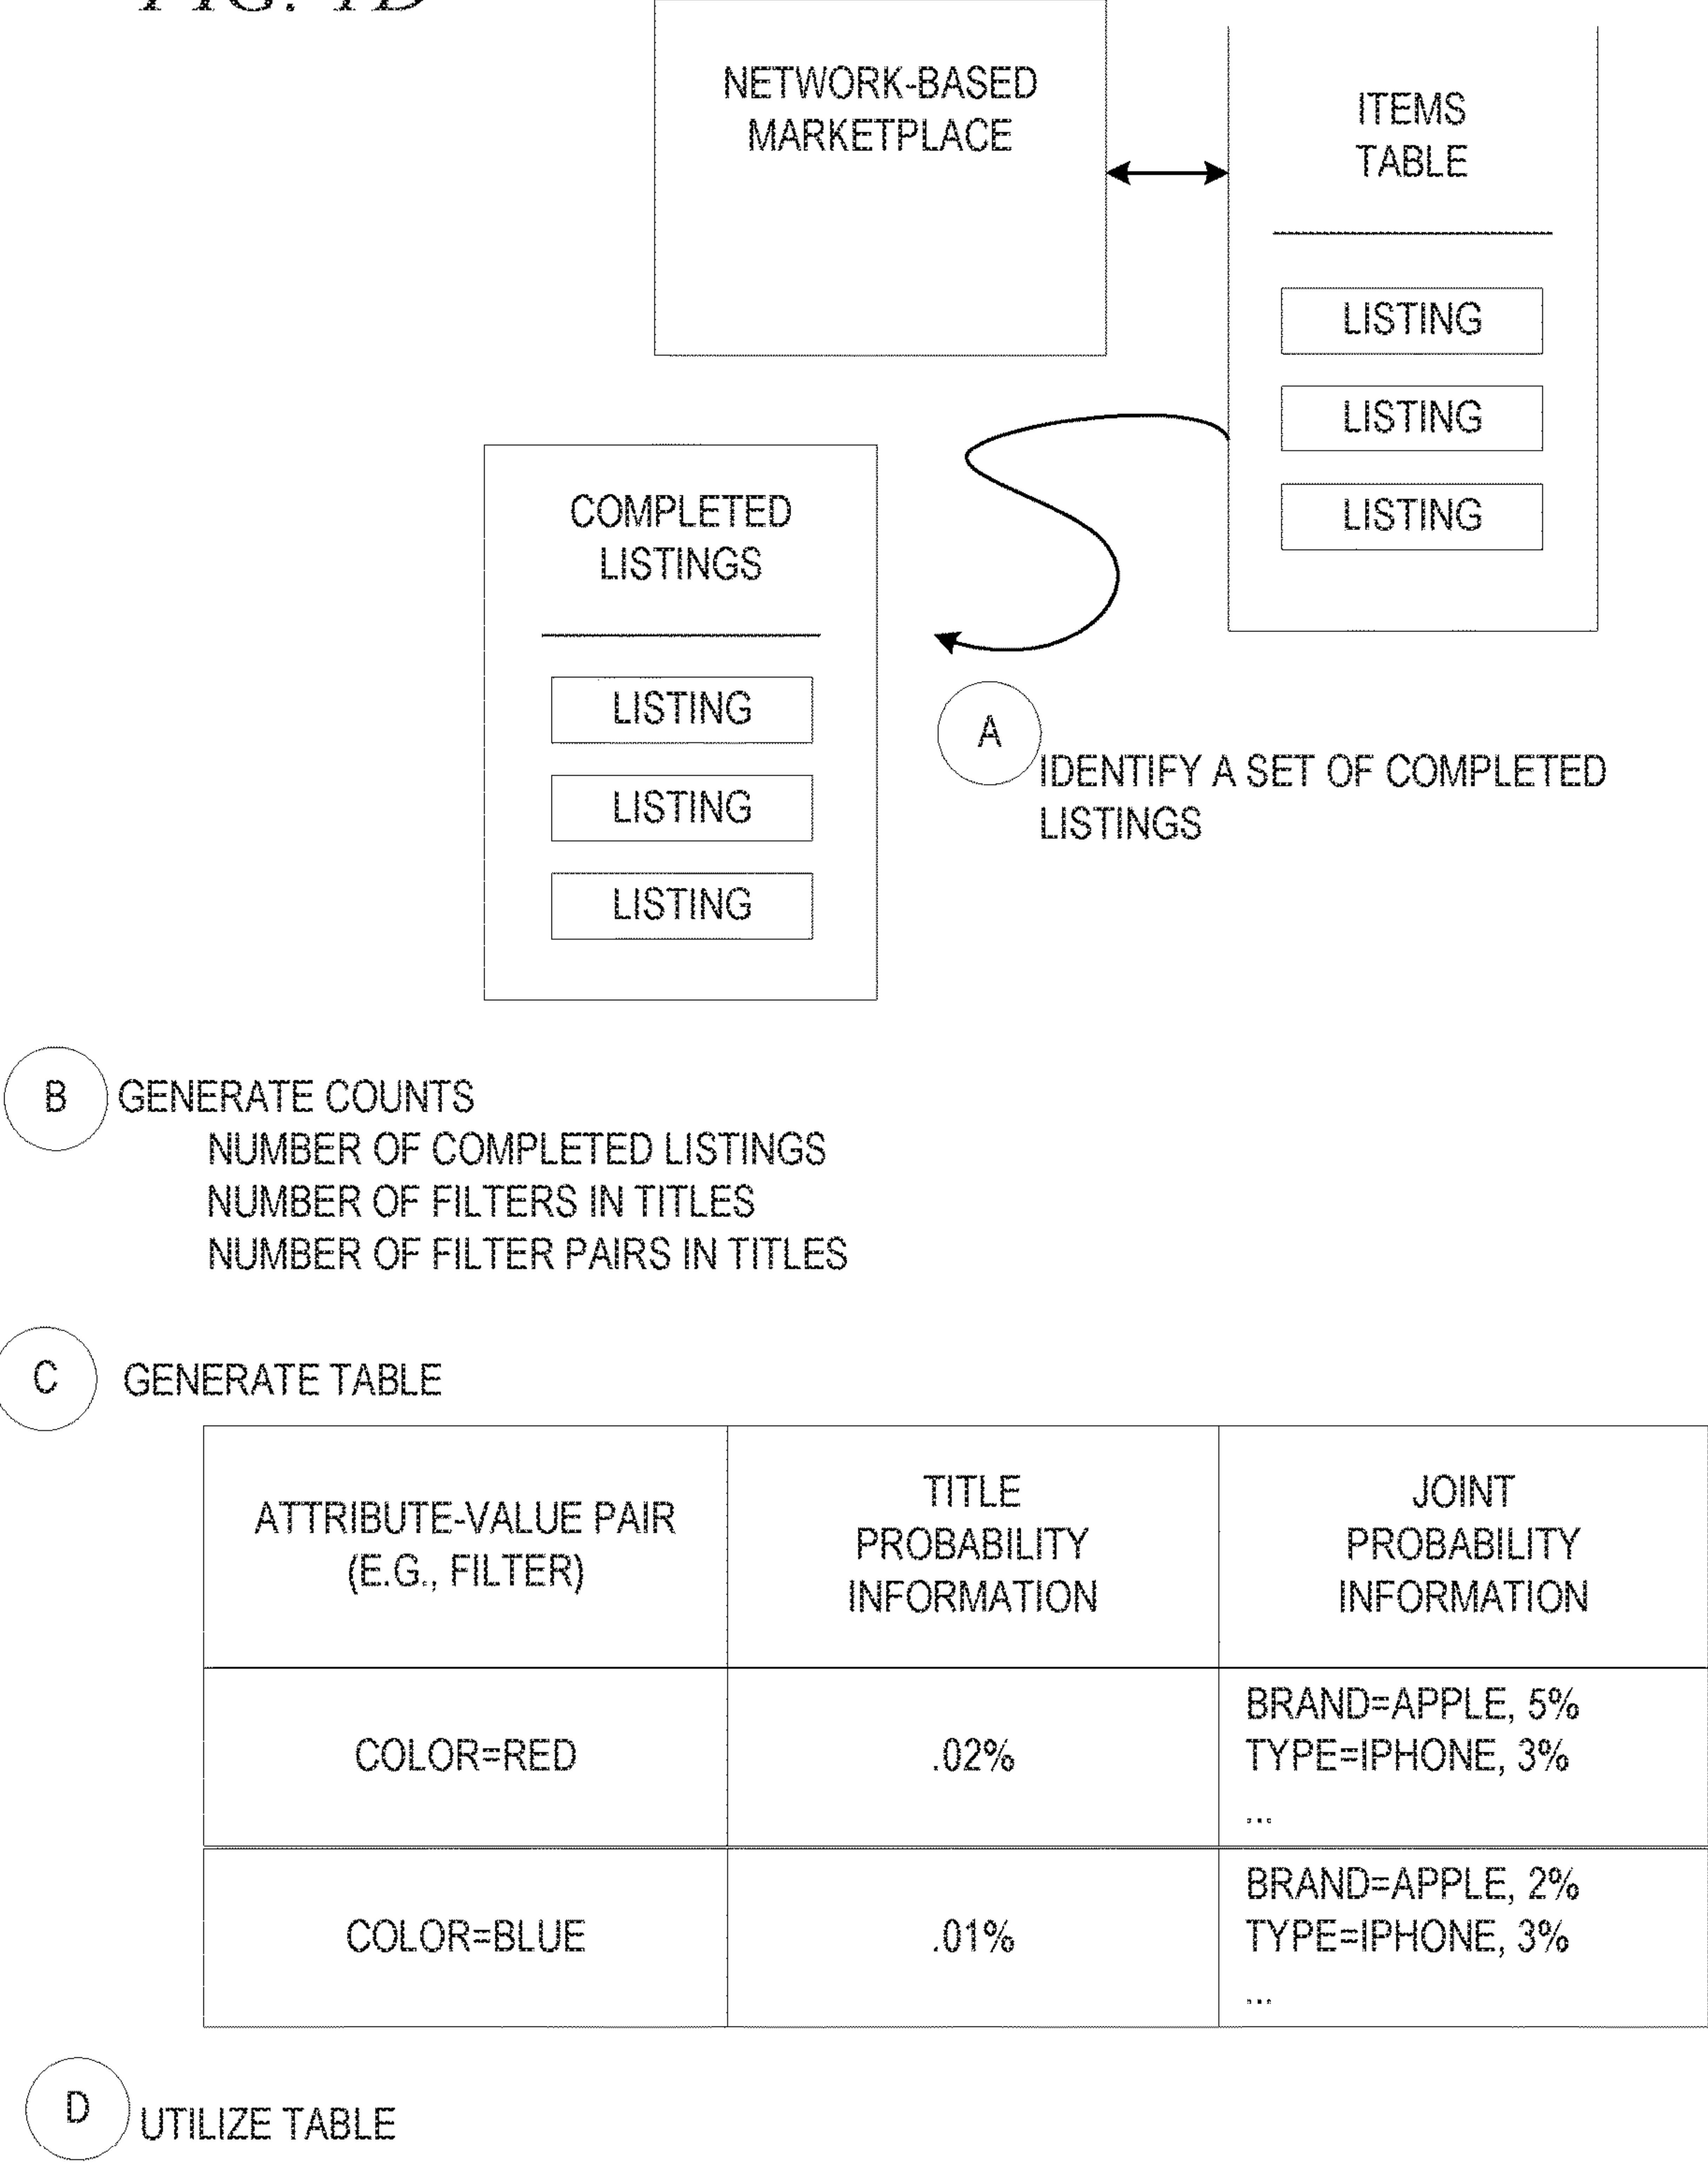 FIG. 1D
NETWORK-BASED
MARKETPLACE
ITEMS
TABLE
LISTING
LISTING
LISTING
COMPLETED
LISTINGS
LISTING
LISTING
LISTING
A
IDENTIFY A SET OF COMPLETED
LISTINGS
B
GENERATE COUNTS
NUMBER OF COMPLETED LISTINGS
NUMBER OF FILTERS IN TITLES
NUMBER OF FILTER PAIRS IN TITLES
C
GENERATE TABLE
ATTRIBUTE-VALUE PAIR
(E.G., FILTER)
TITLE
PROBABILITY
INFORMATION
JOINT
PROBABILITY
INFORMATION
COLOR=RED
.02%
BRAND=APPLE, 5%
TYPE=IPHONE, 3%
...
COLOR=BLUE
.01%
BRAND=APPLE, 2%
TYPE=IPHONE, 3%
...
D
UTILIZE TABLE